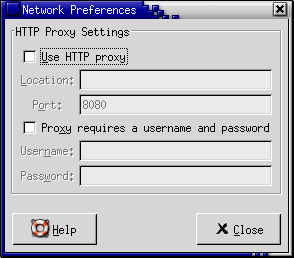 Network Preferences
HTTP Proxy Settings
Use HTTP proxy
Location:
Port: 8080
Proxy requires a username and password
Username:
Password:
Help Close